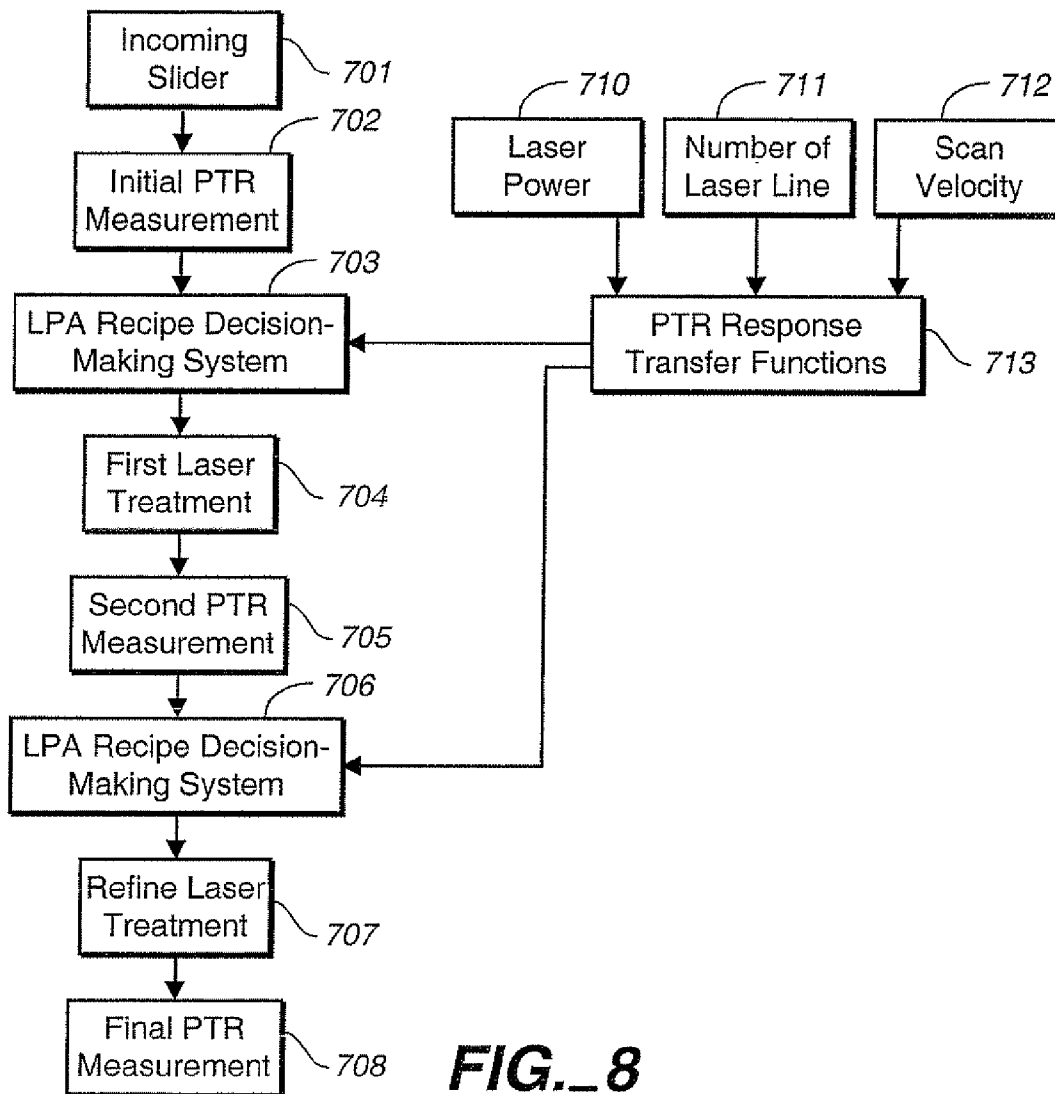 Incoming
Slider
701
702
Initial PTR
Measurement
703
LPA Recipe Decision-
Making System
First Laser
Treatment
704
Second PTR
Measurement
705
706
LPA Recipe Decision-
Making System
Refine Laser
Treatment
707
Final PTR
Measurement
708
710
Laser
Power
711
Number of
Laser Line
712
Scan
Velocity
PTR Response
Transfer Functions
713
FIG._8